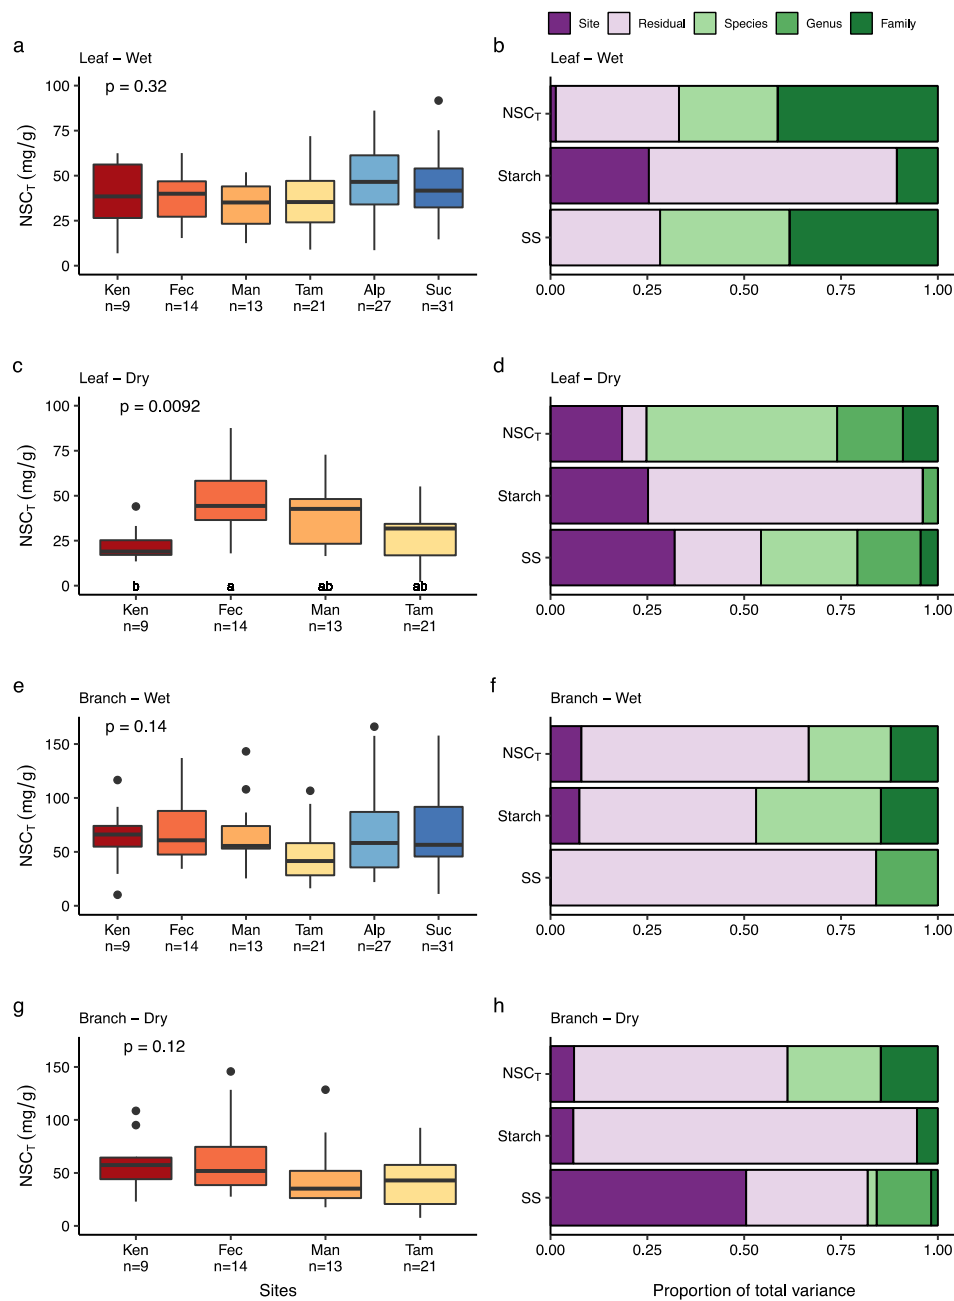 Site Residual Species Genus Family
a
Leaf – Wet
p = 0.32
NSCT (mg/g)
100
75
50
25
0
Ken Fec Man Tam Alp Suc
n=9 n=14 n=13 n=21 n=27 n=31
b
Leaf – Wet
NSCT
Starch
SS
0.00 0.25 0.50 0.75 1.00
c
Leaf – Dry
p = 0.0092
NSCT (mg/g)
100
75
50
25
0
b a ab ab
Ken Fec Man Tam
n=9 n=14 n=13 n=21
d
Leaf – Dry
NSCT
Starch
SS
0.00 0.25 0.50 0.75 1.00
e
Branch – Wet
p = 0.14
NSCT (mg/g)
150
100
50
0
Ken Fec Man Tam Alp Suc
n=9 n=14 n=13 n=21 n=27 n=31
f
Branch – Wet
NSCT
Starch
SS
0.00 0.25 0.50 0.75 1.00
g
Branch – Dry
p = 0.12
NSCT (mg/g)
150
100
50
0
Ken Fec Man Tam
n=9 n=14 n=13 n=21
Sites
h
Branch – Dry
NSCT
Starch
SS
0.00 0.25 0.50 0.75 1.00
Proportion of total variance